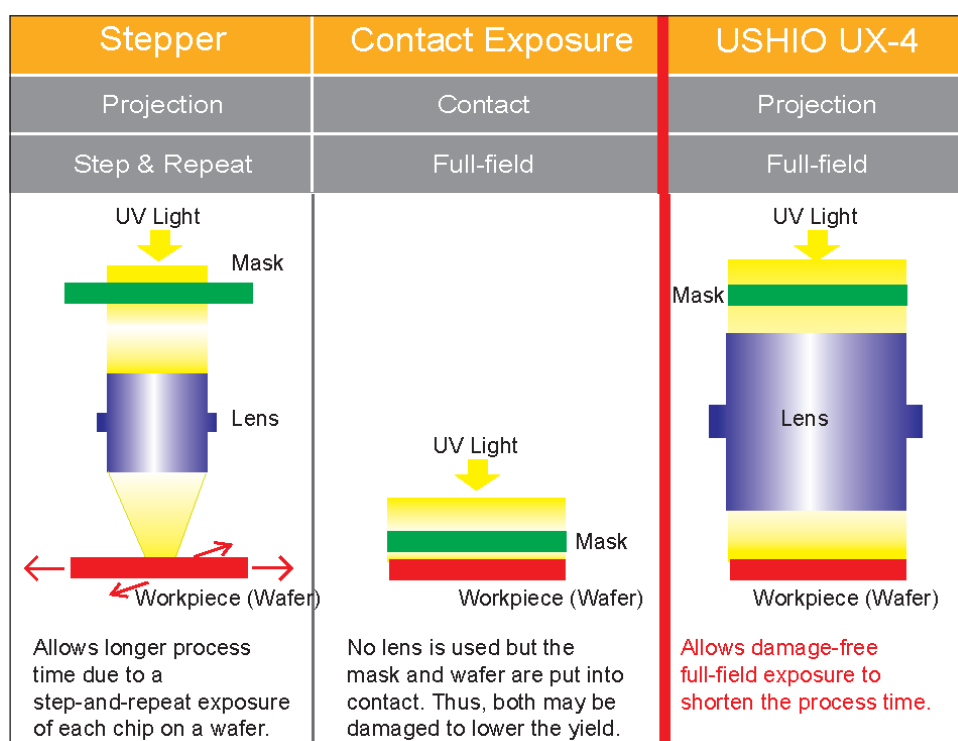 Stepper
Contact Exposure
USHIO UX-4
Projection
Contact
Projection
Step & Repeat
Full-field
Full-field
UV Light
Mask
Lens
Workpiece (Wafer)
Allows longer process
time due to a
step-and-repeat exposure
of each chip on a wafer.
UV Light
Mask
Workpiece (Wafer)
No lens is used but the
mask and wafer are put into
contact. Thus, both may be
damaged to lower the yield.
UV Light
Mask
Lens
Workpiece (Wafer)
Allows damage-free
full-field exposure to
shorten the process time.